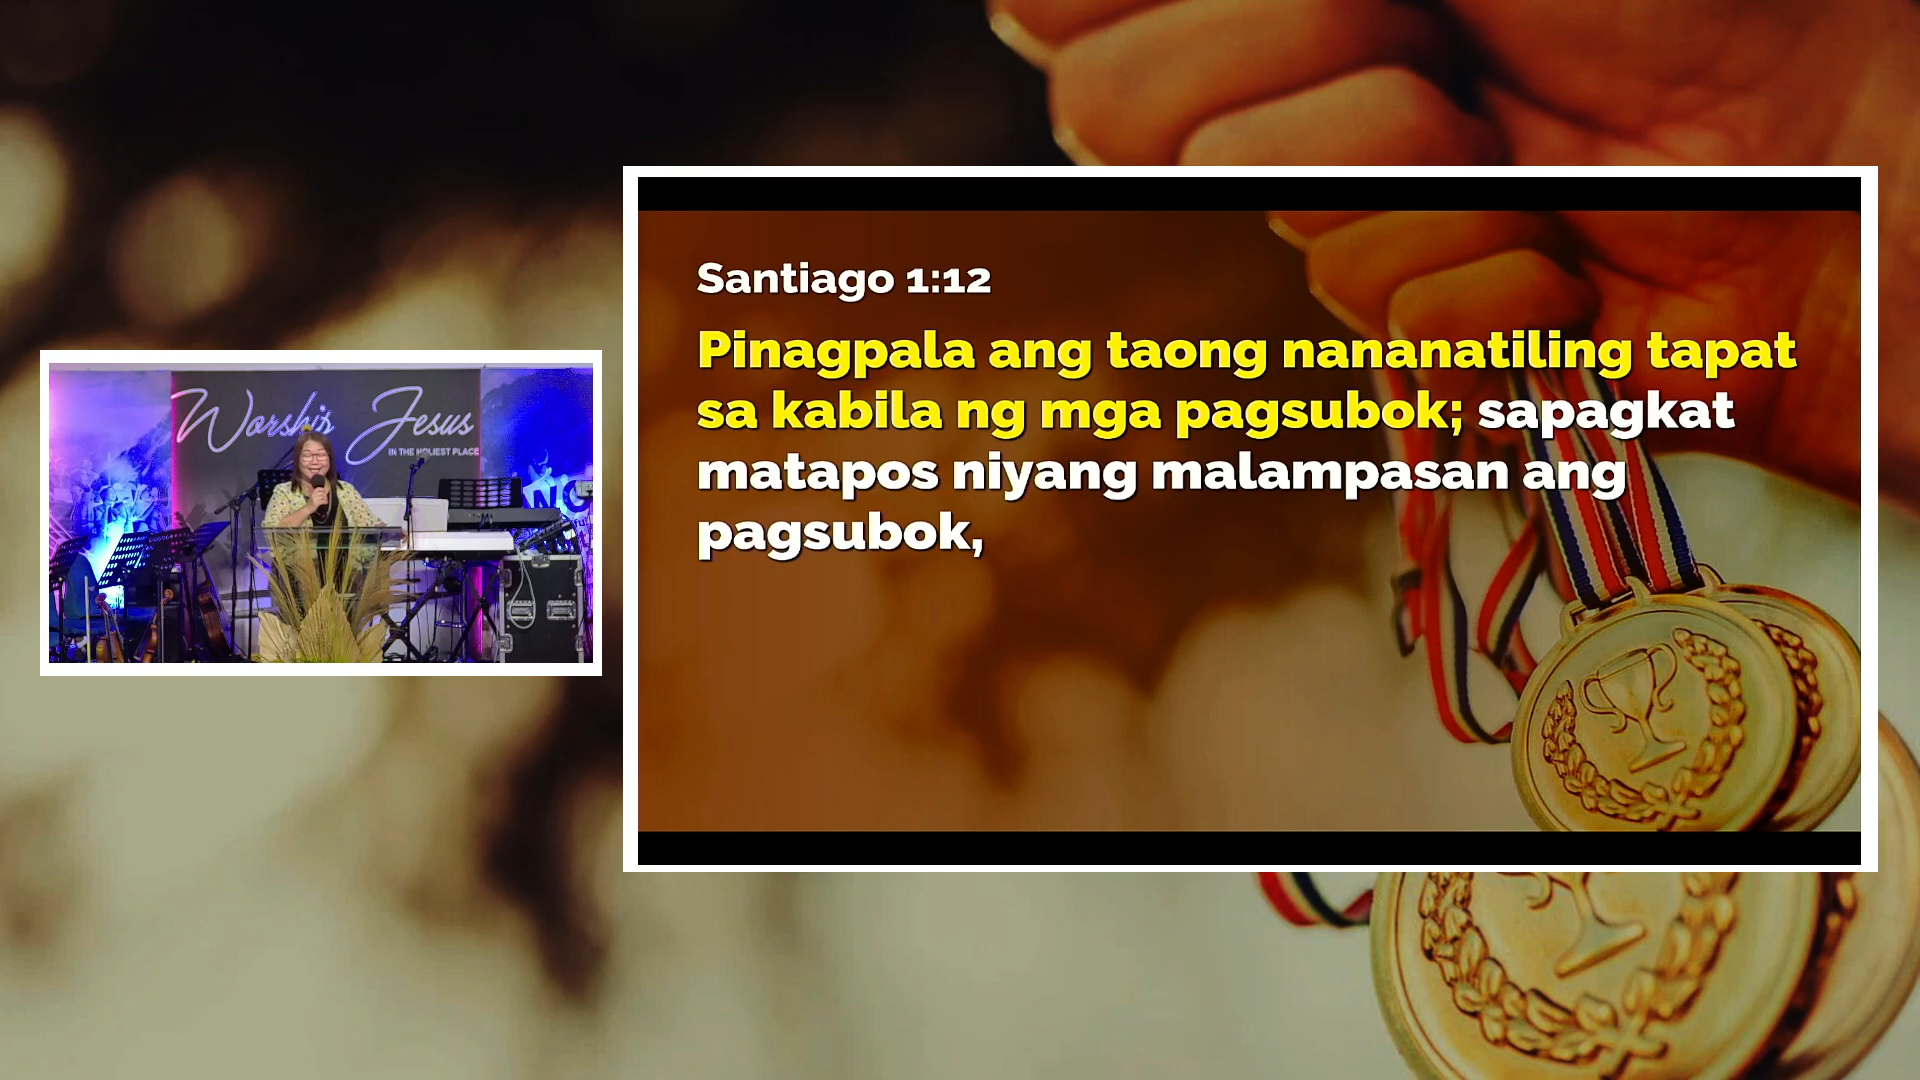 Worship Jesus
IN THE HOLIEST PLACE
Santiago 1:12
Pinagpala ang taong nananatiling tapat
sa kabila ng mga pagsubok; sapagkat
matapos niyang malampasan ang
pagsubok,